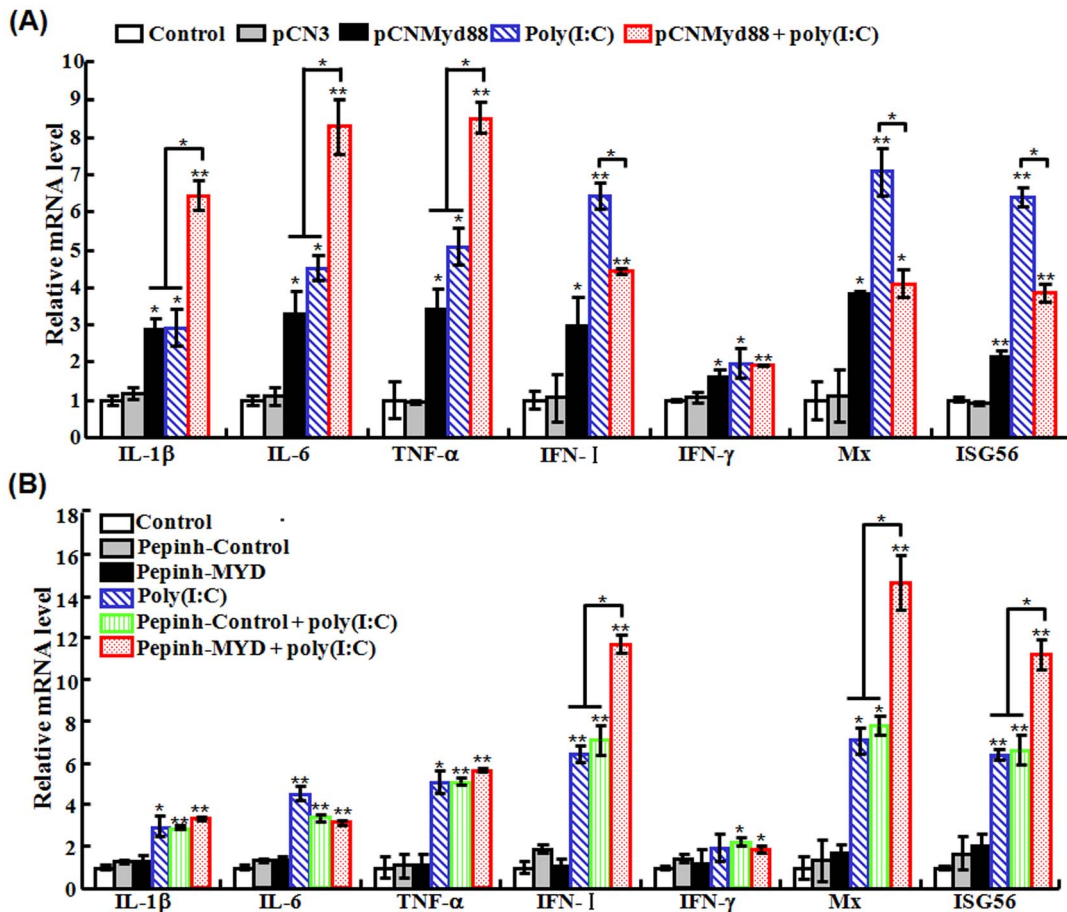 (A)
Control pCN3 pCNMyd88 Poly(I:C) pCNMyd88 + poly(I:C)
Relative mRNA level
10
9
8
7
6
5
4
3
2
1
0
* * * * * *
** ** ** ** ** **
* * * * * * * * * * ** ** ** **
IL-1β IL-6 TNF-α IFN-Ⅰ IFN-γ Mx ISG56
(B)
Control
Pepinh-Control
Pepinh-MYD
Poly(I:C)
Pepinh-Control + poly(I:C)
Pepinh-MYD + poly(I:C)
Relative mRNA level
18
16
14
12
10
8
6
4
2
0
IL-1β IL-6 TNF-α IFN-Ⅰ IFN-γ Mx ISG56